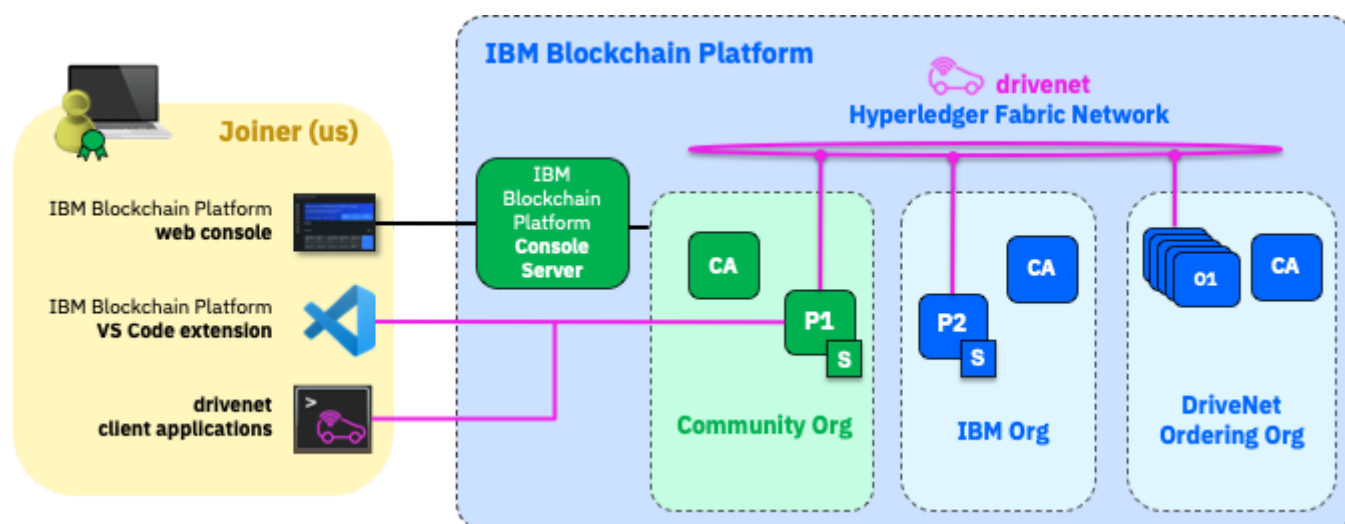 IBM Blockchain Platform
drivenet
Hyperledger Fabric Network
Joiner (us)
IBM Blockchain Platform
web console
IBM
Blockchain
Platform
Console
Server
IBM Blockchain Platform
VS Code extension
drivenet
client applications
>
CA
P1
S
Community Org
CA
P2
S
IBM Org
O1
CA
DriveNet
Ordering Org